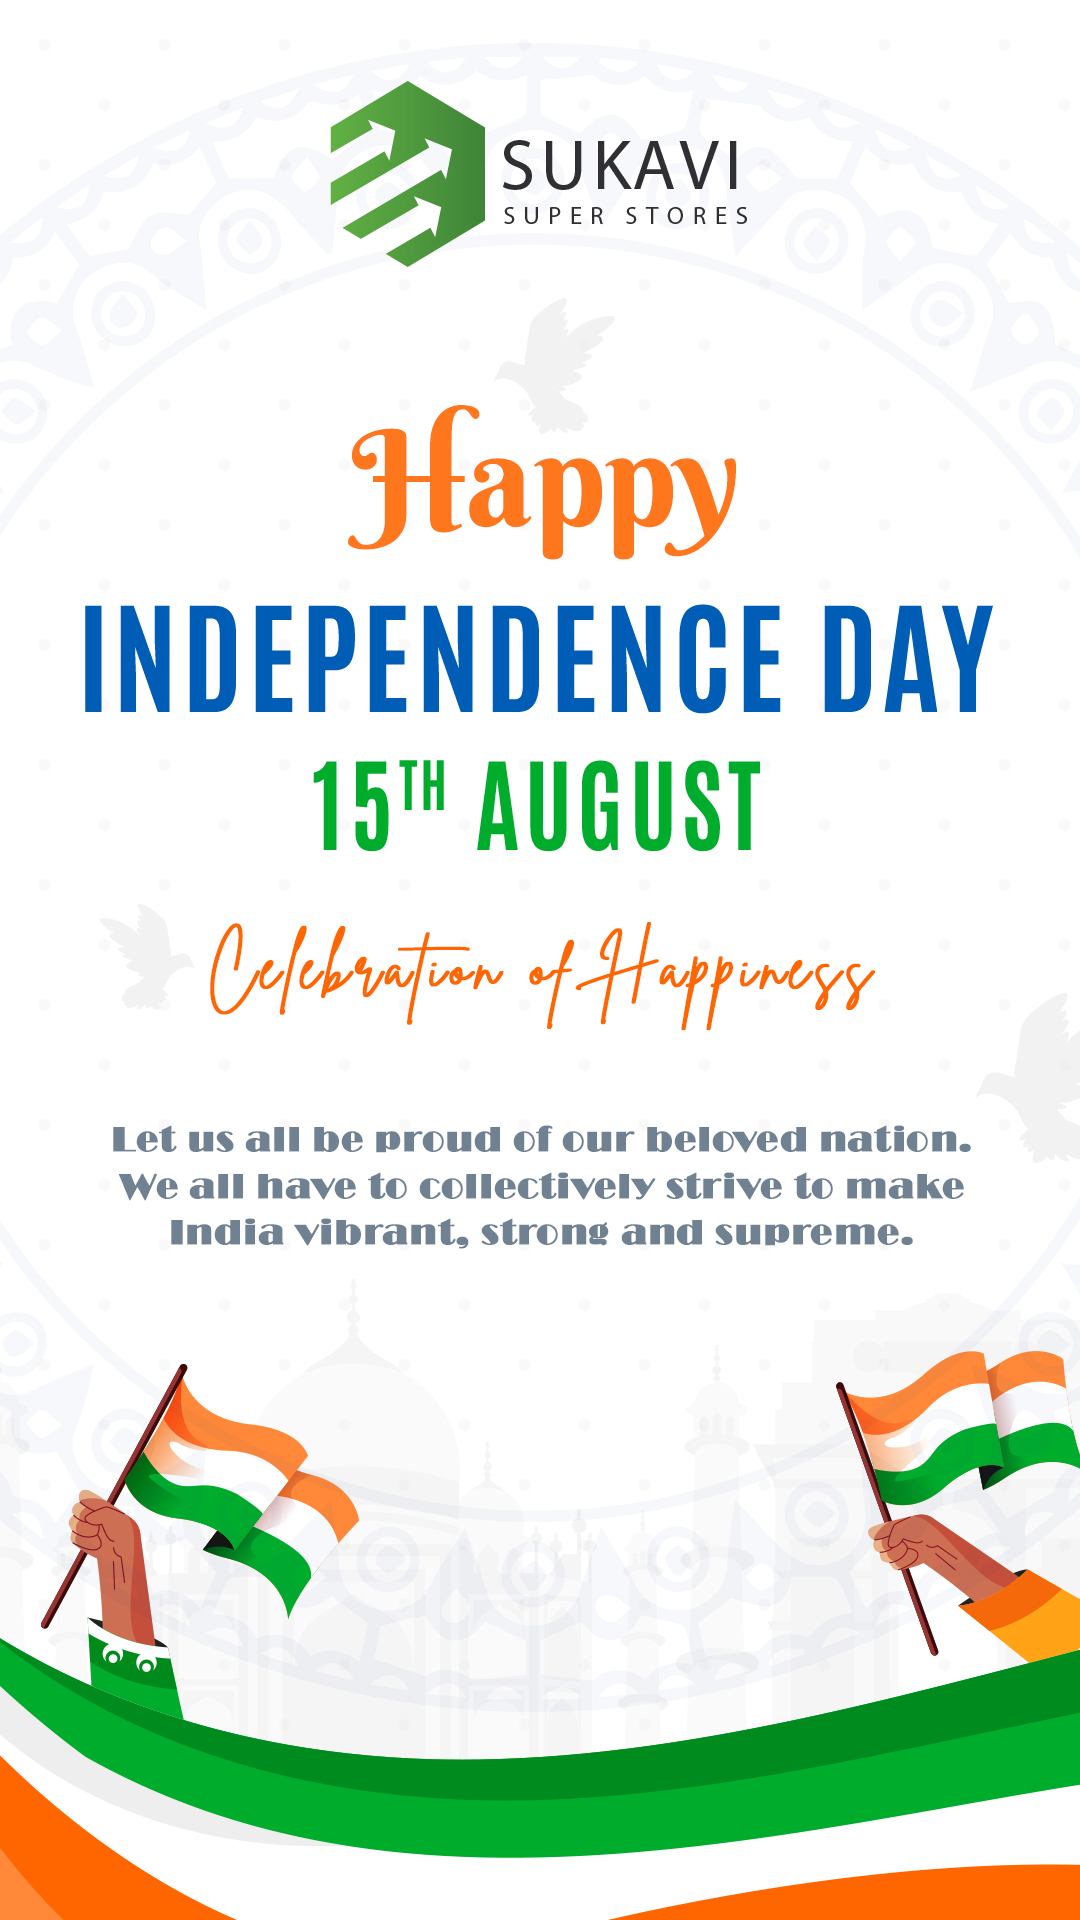 SUKAVI
SUPER STORES
Happy
INDEPENDENCE DAY
15TH AUGUST
Celebration of Happiness
Let us all be proud of our beloved nation.
We all have to collectively strive to make
India vibrant, strong and supreme.